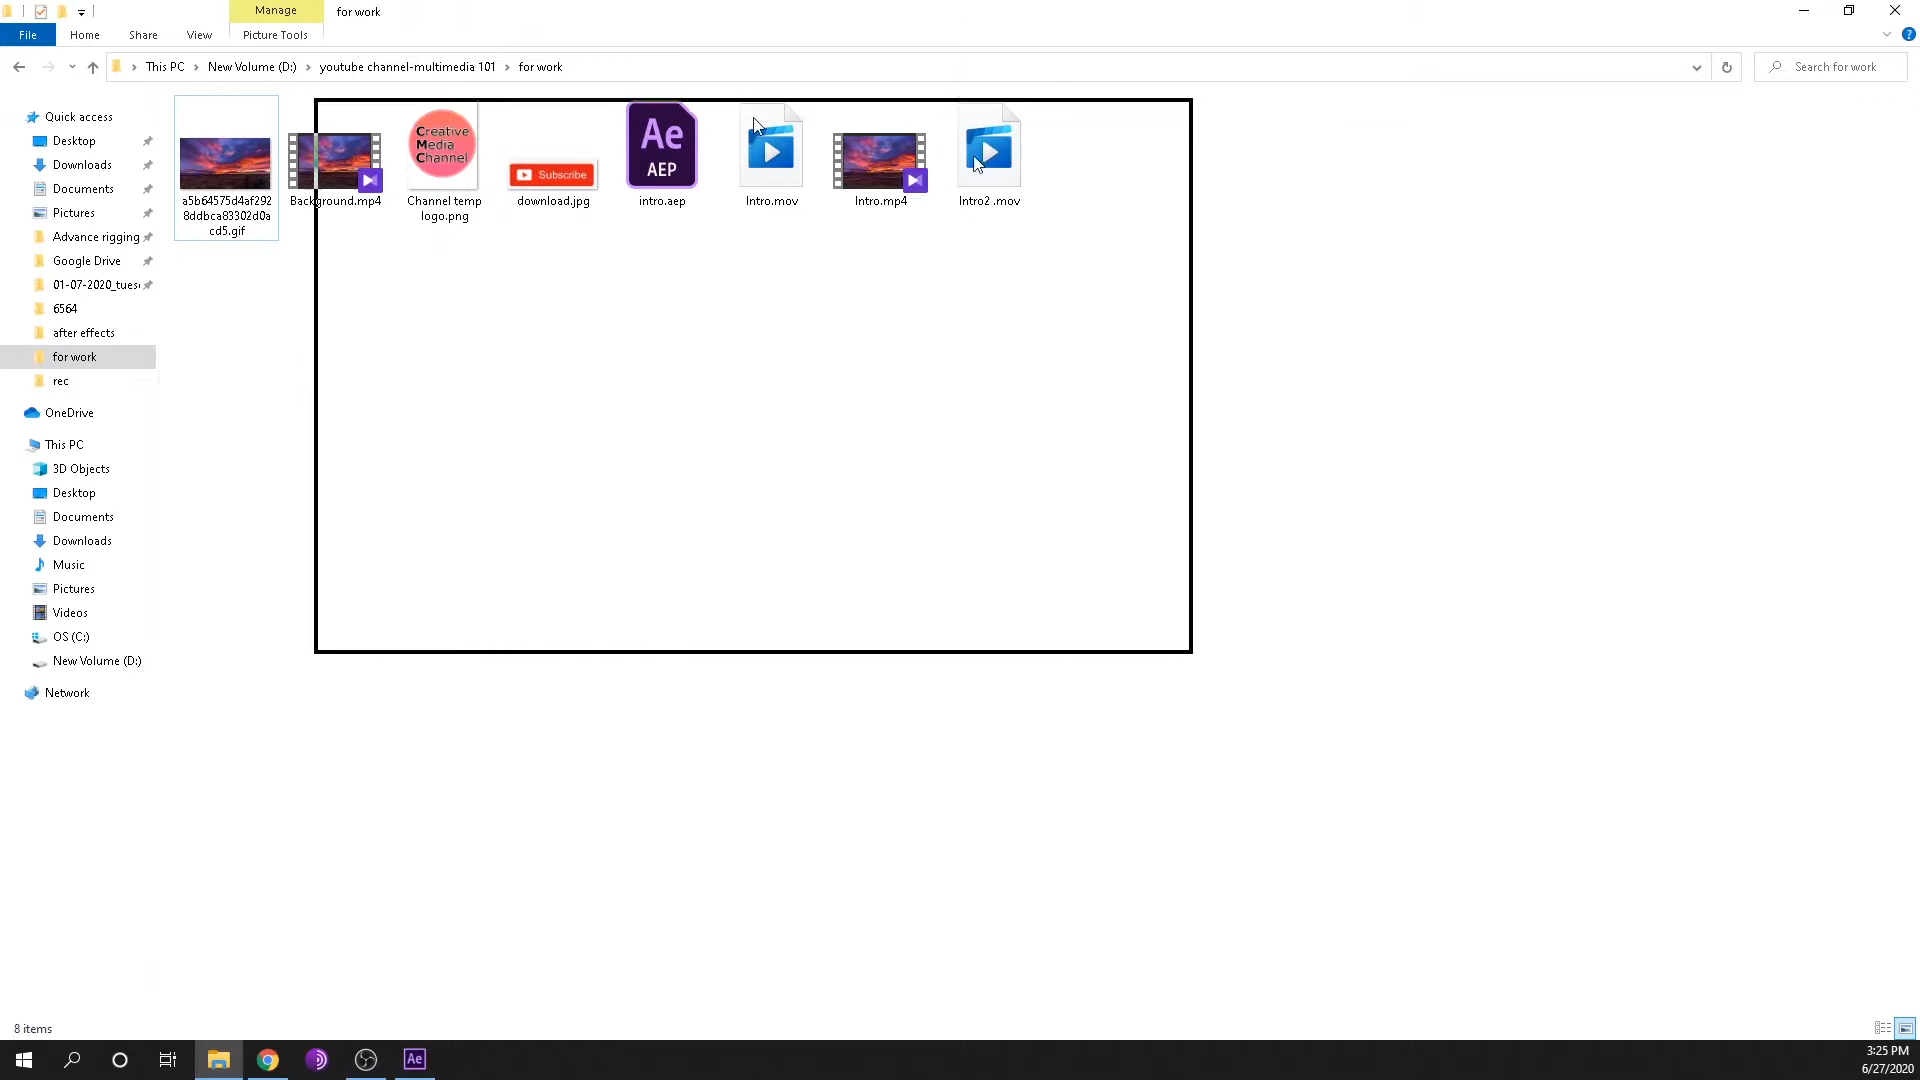 Manage
for work
File
Home
Share
View
Picture Tools
This PC
New Volume (D:)
youtube channel-multimedia 101
for work
Search for work
Quick access
Desktop
Downloads
Documents
Pictures
Advance rigging
Google Drive
01-07-2020_tues
6564
after effects
for work
rec
OneDrive
This PC
3D Objects
Desktop
Documents
Downloads
Music
Pictures
Videos
OS (C:)
New Volume (D:)
Network
a5b64575d4af292
8ddbca83302d0a
cd5.gif
Background.mp4
Creative
Media
Channel
Channel temp
logo.png
Subscribe
download.jpg
Ae
AEP
intro.aep
Intro.mov
Intro.mp4
Intro2 .mov
8 items
Ae
3:25 PM
6/27/2020